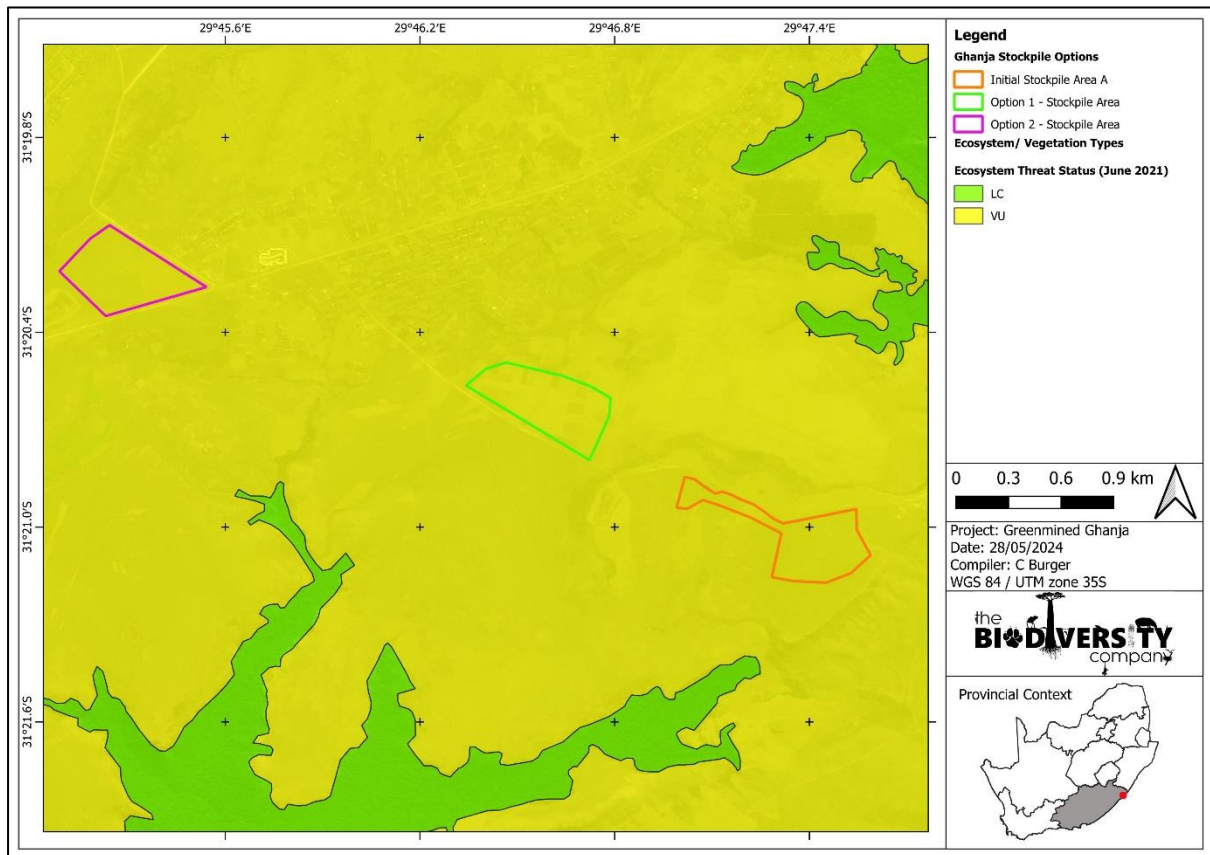 29°45.6′E 29°46.2′E 29°46.8′E 29°47.4′E
31°19.8′S
31°20.4′S
31°21.0′S
31°21.6′S
Legend
Ghanja Stockpile Options
Initial Stockpile Area A
Option 1 - Stockpile Area
Option 2 - Stockpile Area
Ecosystem/ Vegetation Types
Ecosystem Threat Status (June 2021)
LC
VU
0 0.3 0.6 0.9 km
Project: Greenmined Ghanja
Date: 28/05/2024
Compiler: C Burger
WGS 84 / UTM zone 35S
the
BIODIVERSITY
company
Provincial Context